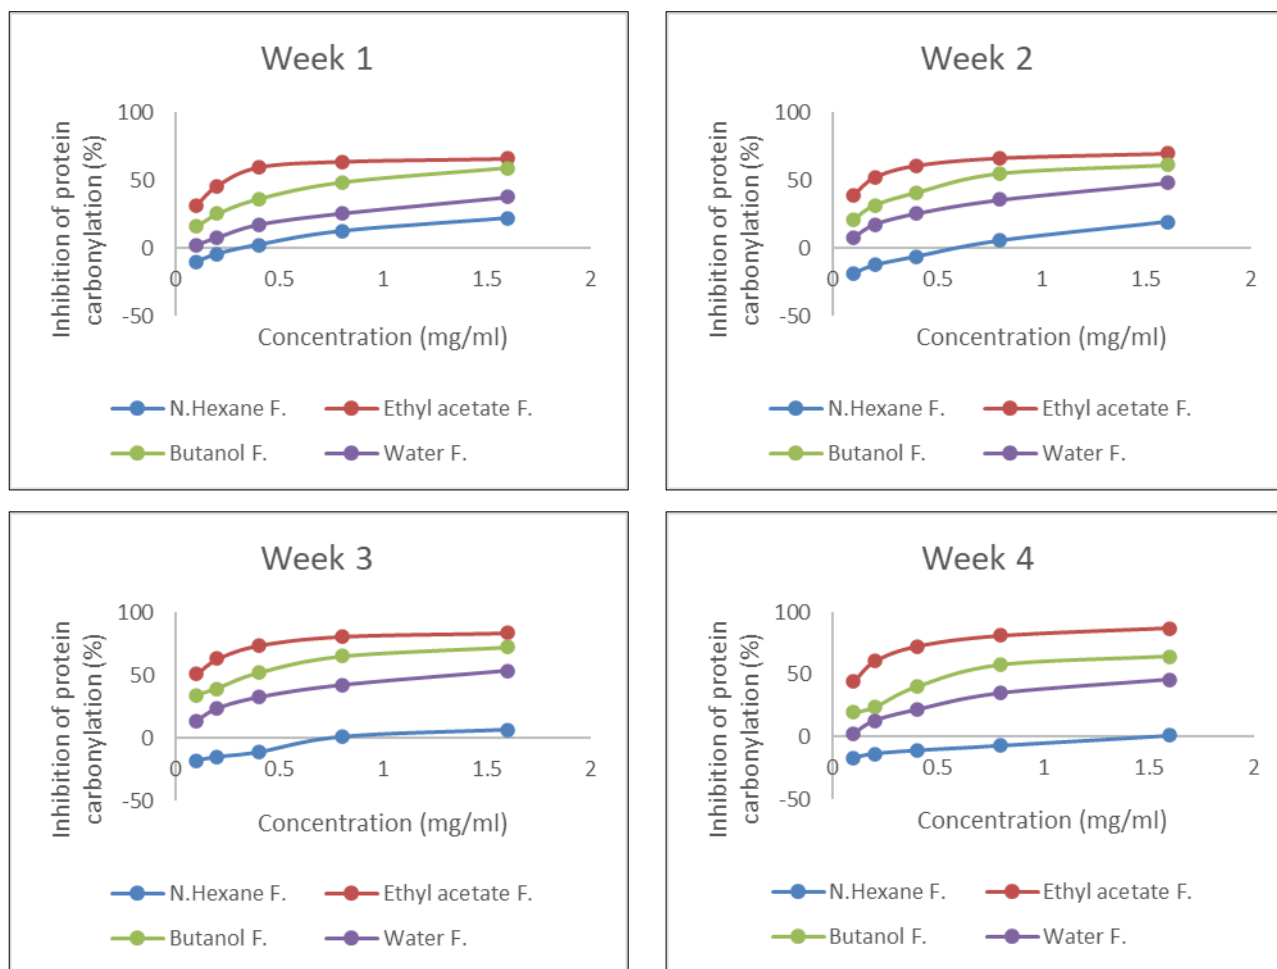 Week 1
Inhibition of protein
carbonylation (%)
100
50
0
-50
0
0.5
1
1.5
2
Concentration (mg/ml)
N.Hexane F.
Ethyl acetate F.
Butanol F.
Water F.
Week 2
Inhibition of protein
carbonylation (%)
100
50
0
-50
0
0.5
1
1.5
2
Concentration (mg/ml)
N.Hexane F.
Ethyl acetate F.
Butanol F.
Water F.
Week 3
Inhibition of protein
carbonylation (%)
100
50
0
-50
0
0.5
1
1.5
2
Concentration (mg/ml)
N.Hexane F.
Ethyl acetate F.
Butanol F.
Water F.
Week 4
Inhibition of protein
carbonylation (%)
100
50
0
-50
0
0.5
1
1.5
2
Concentration (mg/ml)
N.Hexane F.
Ethyl acetate F.
Butanol F.
Water F.